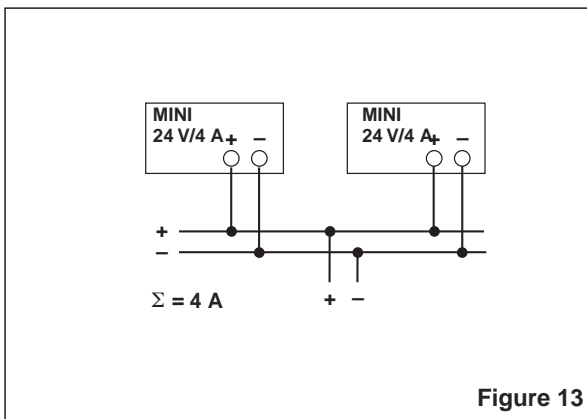 MINI
24 V/4 A + −
MINI
24 V/4 A + −
+
−
Σ = 4 A
+ −
Figure 13